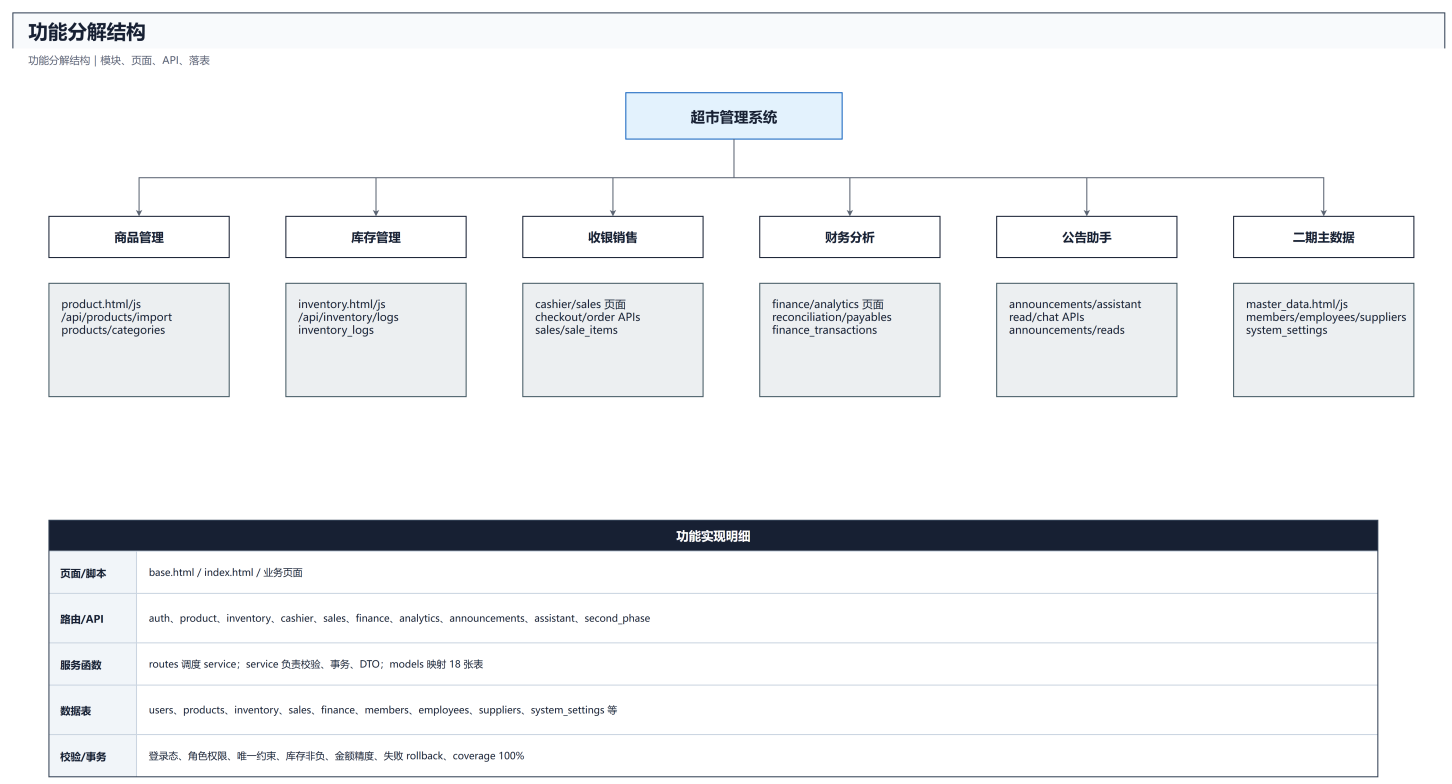 功能分解结构
功能分解结构 | 模块、页面、API、落表
超市管理系统
商品管理
库存管理
收银销售
财务分析
公告助手
二期主数据
product.html/js
/api/products/import
products/categories
inventory.html/js
/api/inventory/logs
inventory_logs
cashier/sales 页面
checkout/order APIs
sales/sale_items
finance/analytics 页面
reconciliation/payables
finance_transactions
announcements/assistant
read/chat APIs
announcements/reads
master_data.html/js
members/employees/suppliers
system_settings
功能实现明细
页面/脚本
base.html / index.html / 业务页面
路由/API
auth、product、inventory、cashier、sales、finance、analytics、announcements、assistant、second_phase
服务函数
routes 调度 service；service 负责校验、事务、DTO；models 映射 18 张表
数据表
users、products、inventory、sales、finance、members、employees、suppliers、system_settings 等
校验/事务
登录态、角色权限、唯一约束、库存非负、金额精度、失败 rollback、coverage 100%